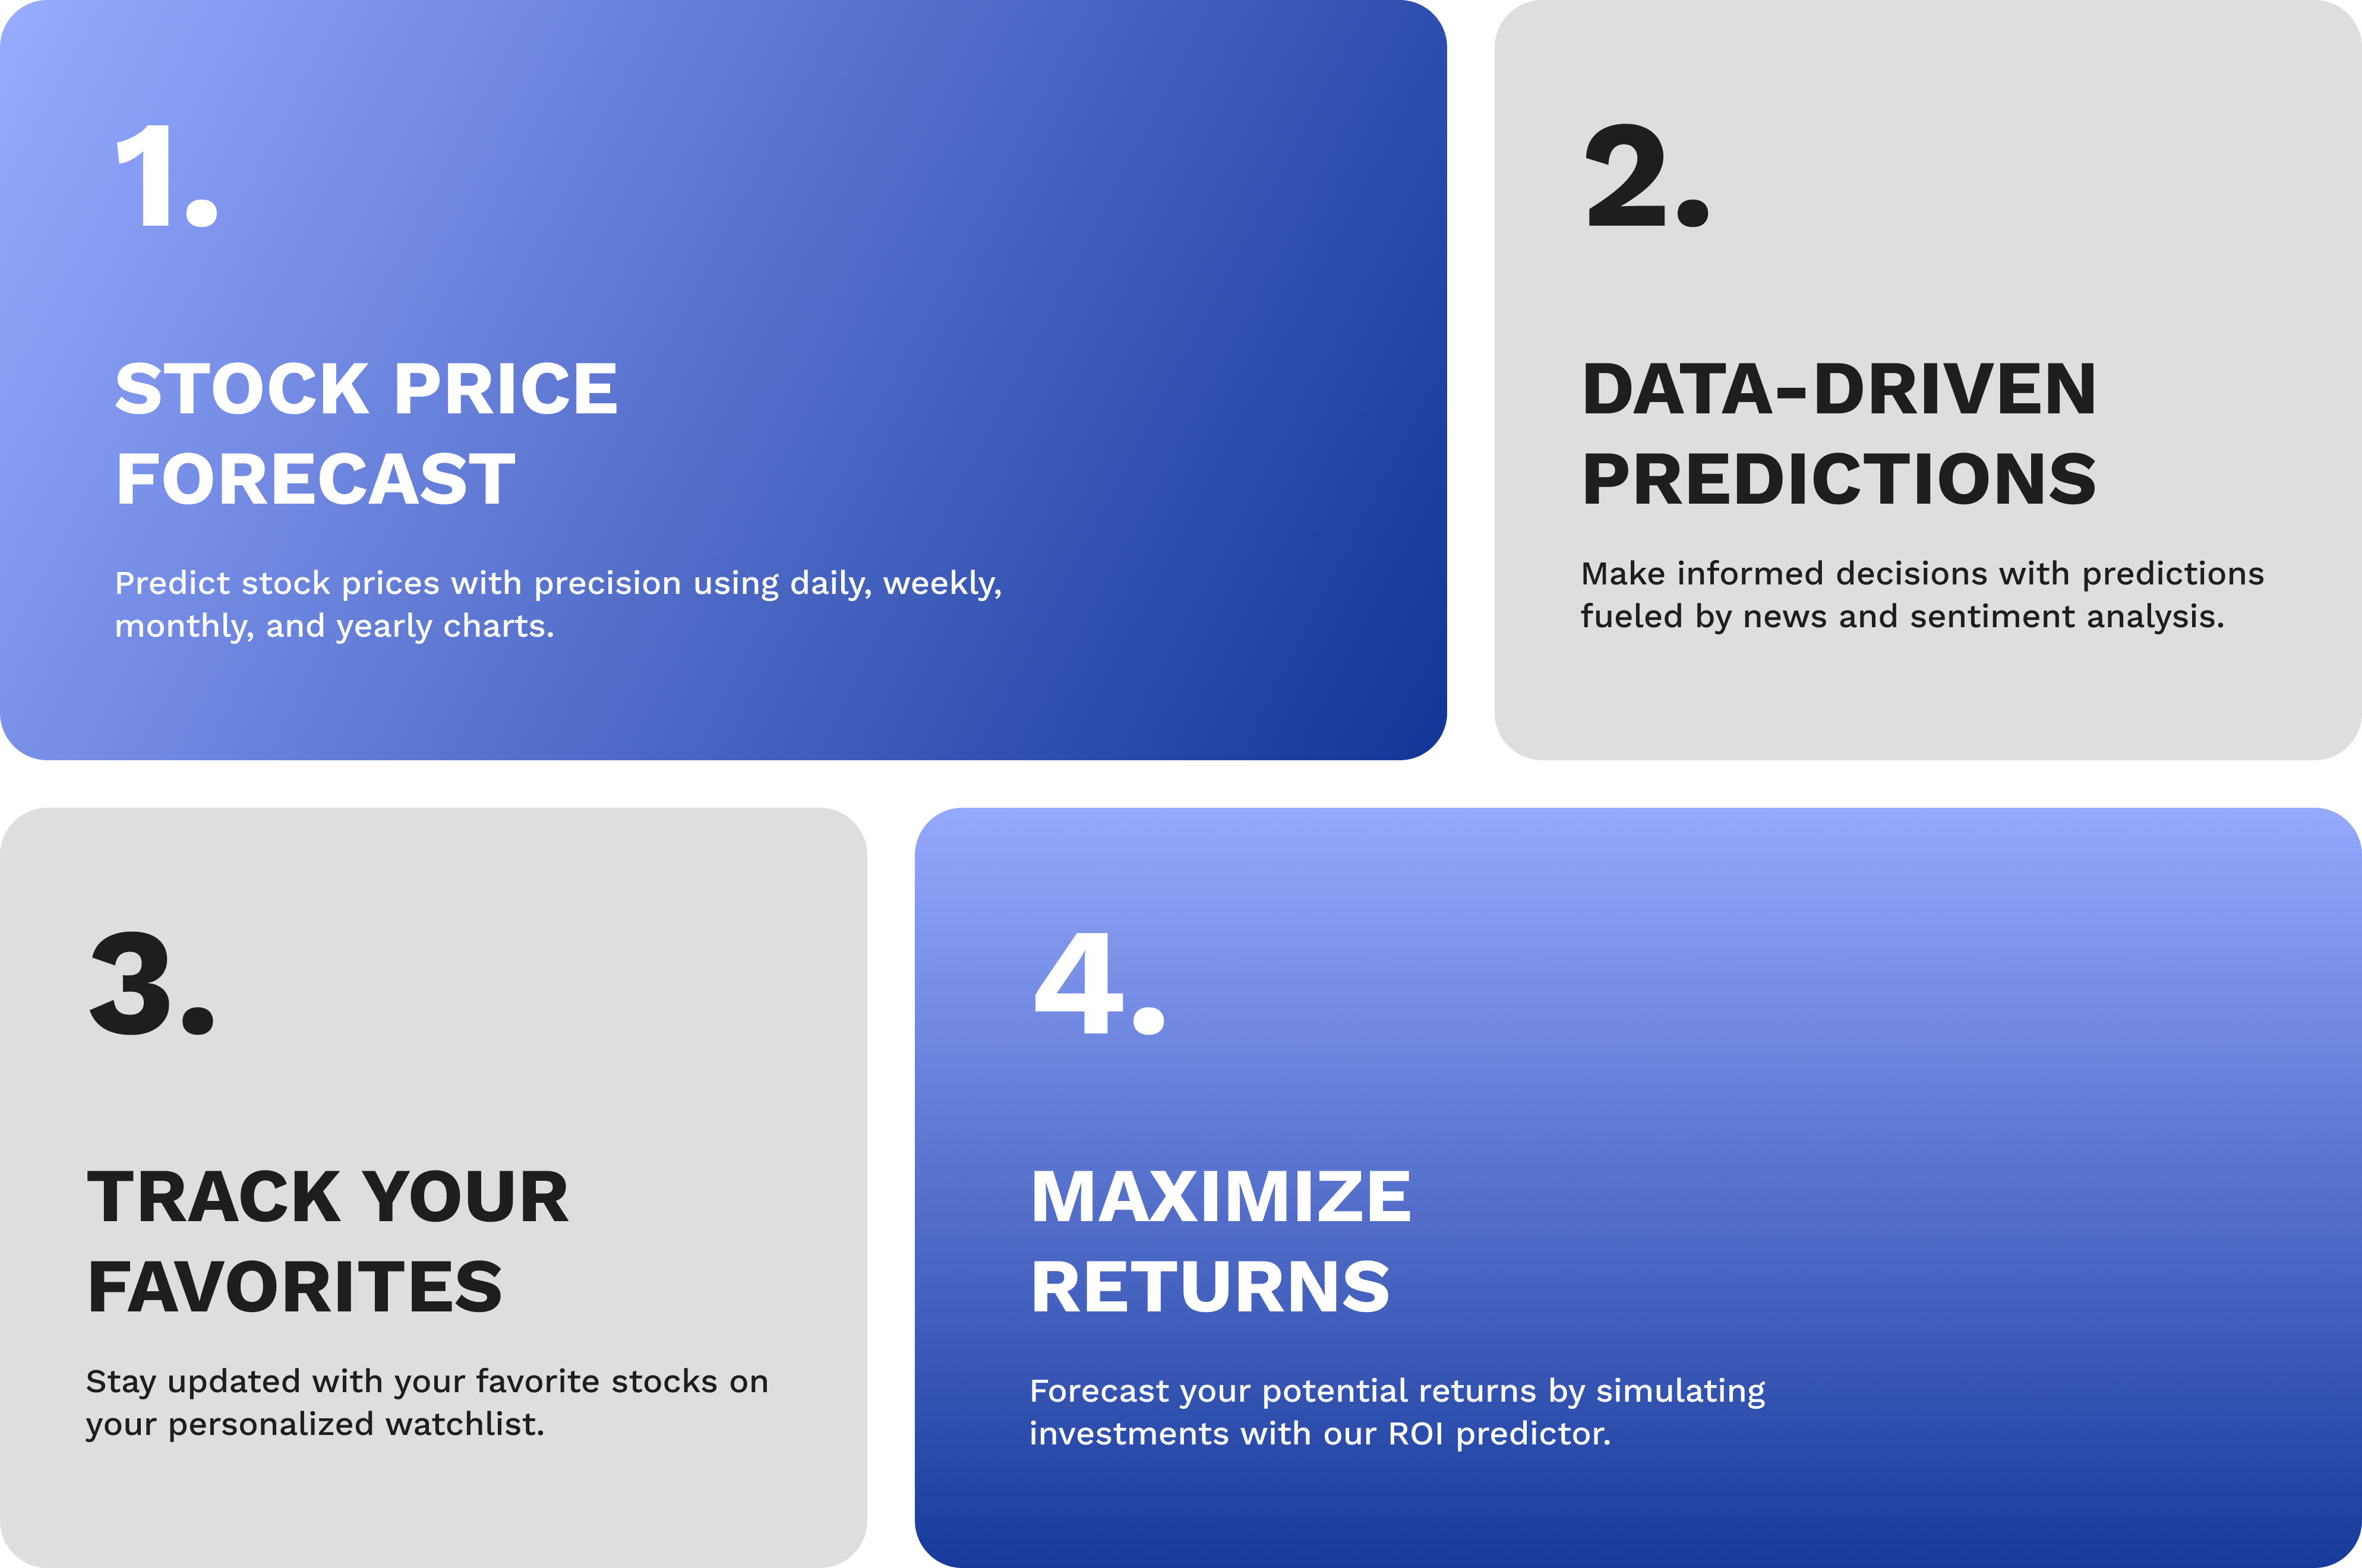 1.
STOCK PRICE
FORECAST
Predict stock prices with precision using daily, weekly,
monthly, and yearly charts.
2.
DATA-DRIVEN
PREDICTIONS
Make informed decisions with predictions
fueled by news and sentiment analysis.
3.
TRACK YOUR
FAVORITES
Stay updated with your favorite stocks on
your personalized watchlist.
4.
MAXIMIZE
RETURNS
Forecast your potential returns by simulating
investments with our ROI predictor.